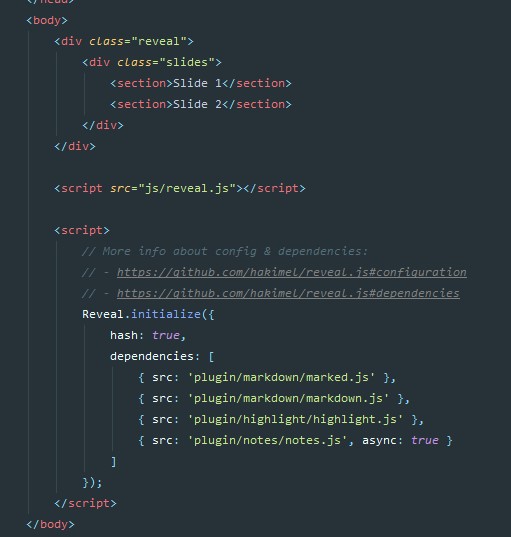 </head>
<body>
<div class="reveal">
<div class="slides">
<section>Slide 1</section>
<section>Slide 2</section>
</div>
</div>
<script src="js/reveal.js"></script>
<script>
// More info about config & dependencies:
// - https://github.com/hakimel/reveal.js#configuration
// - https://github.com/hakimel/reveal.js#dependencies
Reveal.initialize({
hash: true,
dependencies: [
{ src: 'plugin/markdown/marked.js' },
{ src: 'plugin/markdown/markdown.js' },
{ src: 'plugin/highlight/highlight.js' },
{ src: 'plugin/notes/notes.js', async: true }
]
});
</script>
</body>